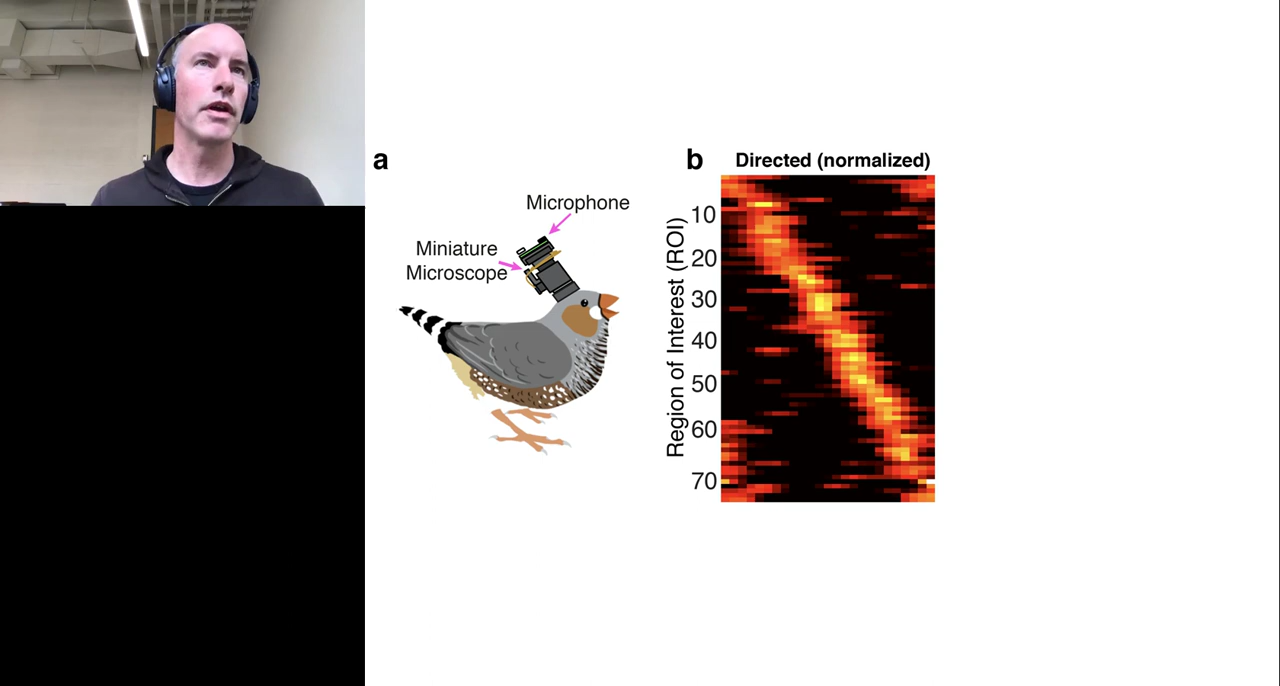 a
Microphone
Miniature
Microscope
b
Directed (normalized)
Region of Interest (ROI)
10
20
30
40
50
60
70